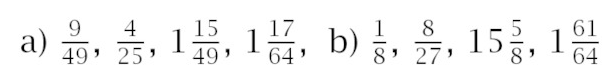 a) 9/49, 4/25, 1 15/49, 1 17/64, b) 1/8, 8/27, 15 5/8, 1 61/64